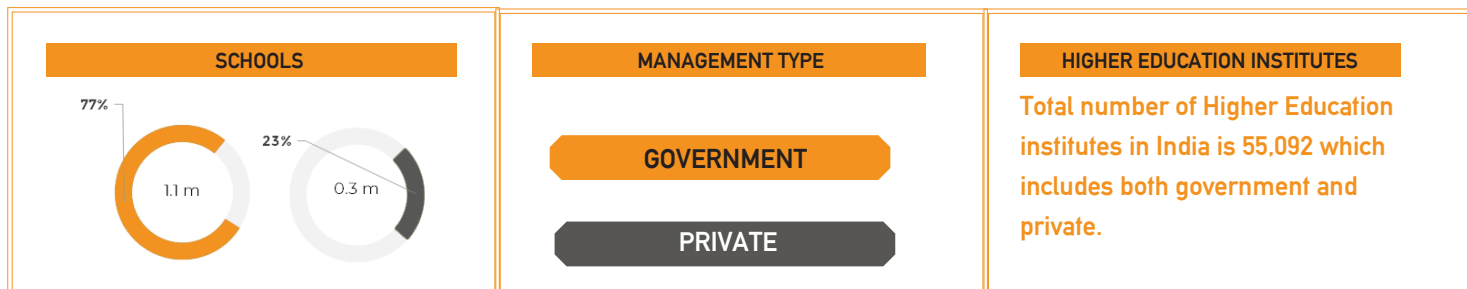 SCHOOLS
77%
23%
1.1 m
0.3 m
MANAGEMENT TYPE
GOVERNMENT
PRIVATE
HIGHER EDUCATION INSTITUTES
Total number of Higher Education
institutes in India is 55,092 which
includes both government and
private.